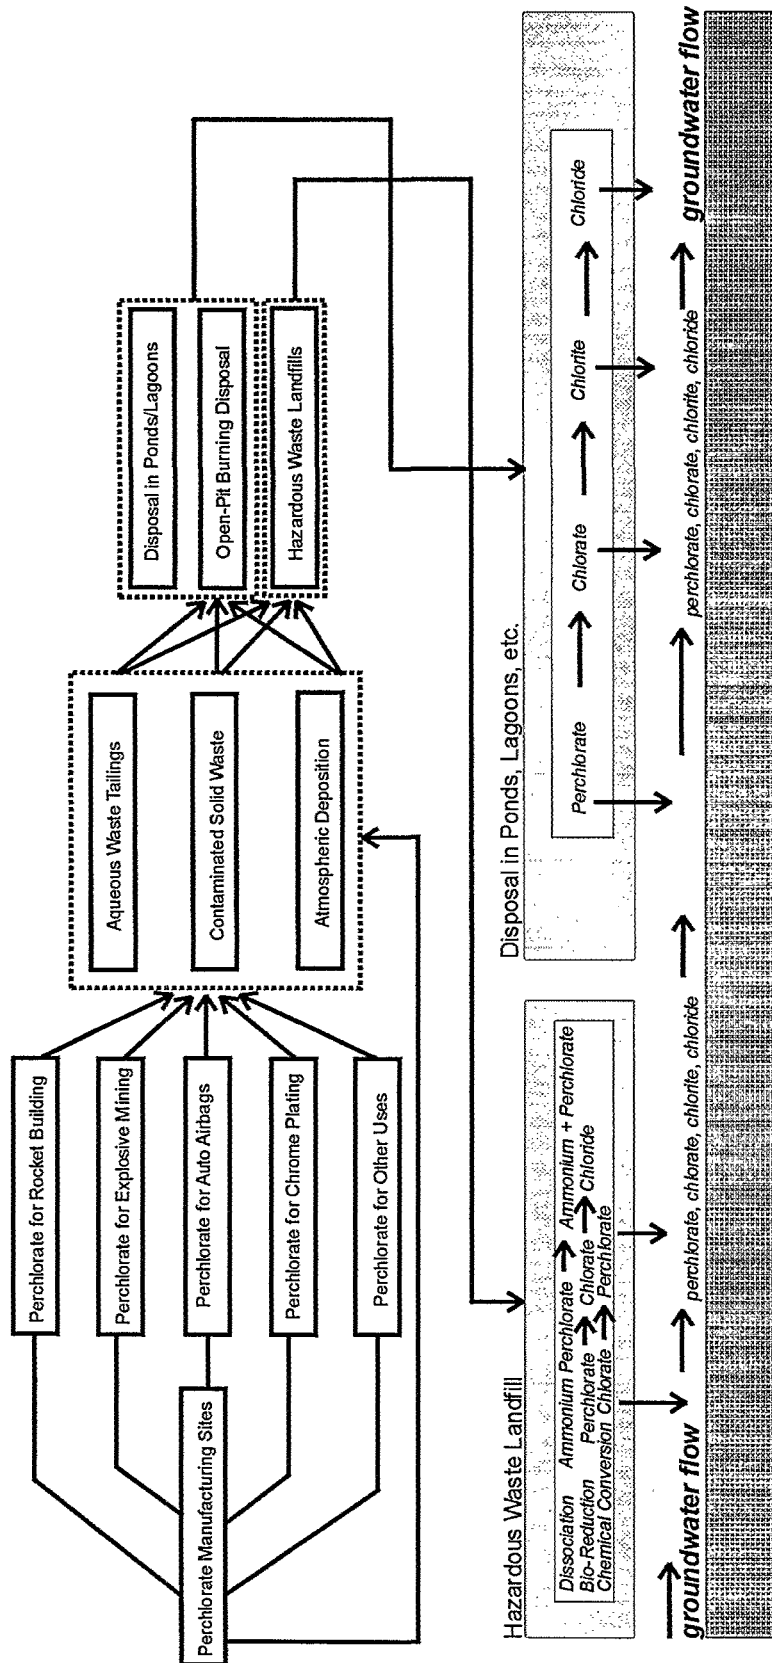 Perchlorate Manufacturing Sites
Perchlorate for Rocket Building
Perchlorate for Explosive Mining
Perchlorate for Auto Airbags
Perchlorate for Chrome Plating
Perchlorate for Other Uses
Aqueous Waste Tailings
Contaminated Solid Waste
Atmospheric Deposition
Disposal in Ponds/Lagoons
Open-Pit Burning Disposal
Hazardous Waste Landfills
Hazardous Waste Landfill
Dissociation Ammonium Perchlorate Ammonium + Perchlorate
Bio-Reduction Perchlorate Chlorate Chloride
Chemical Conversion Chlorate Perchlorate
Disposal in Ponds, Lagoons, etc.
Perchlorate Chlorate Chlorite Chloride
groundwater flow
perchlorate, chlorate, chlorite, chloride
perchlorate, chlorate, chlorite, chloride
groundwater flow